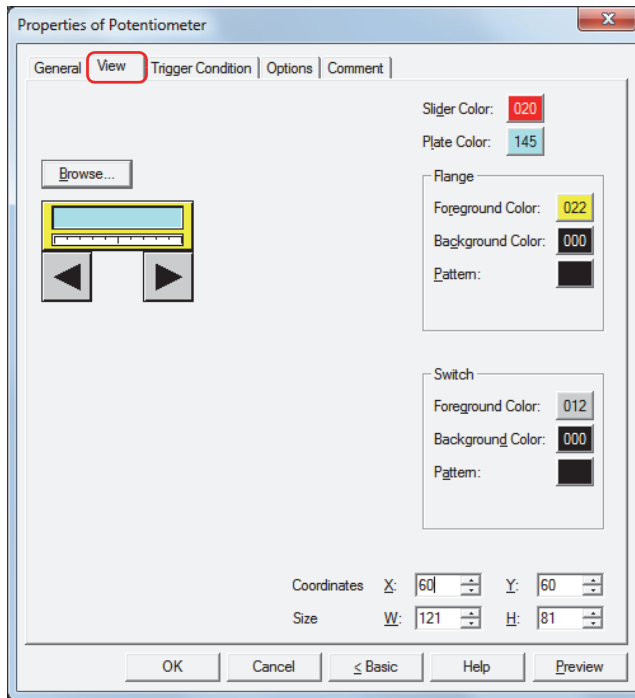 Properties of Potentiometer
General View Trigger Condition Options Comment
Slider Color: 020
Plate Color: 145
Browse...
Flange
Foreground Color: 022
Background Color: 000
Pattern:
Switch
Foreground Color: 012
Background Color: 000
Pattern:
Coordinates X: 60 Y: 60
Size W: 121 H: 81
OK Cancel < Basic Help Preview